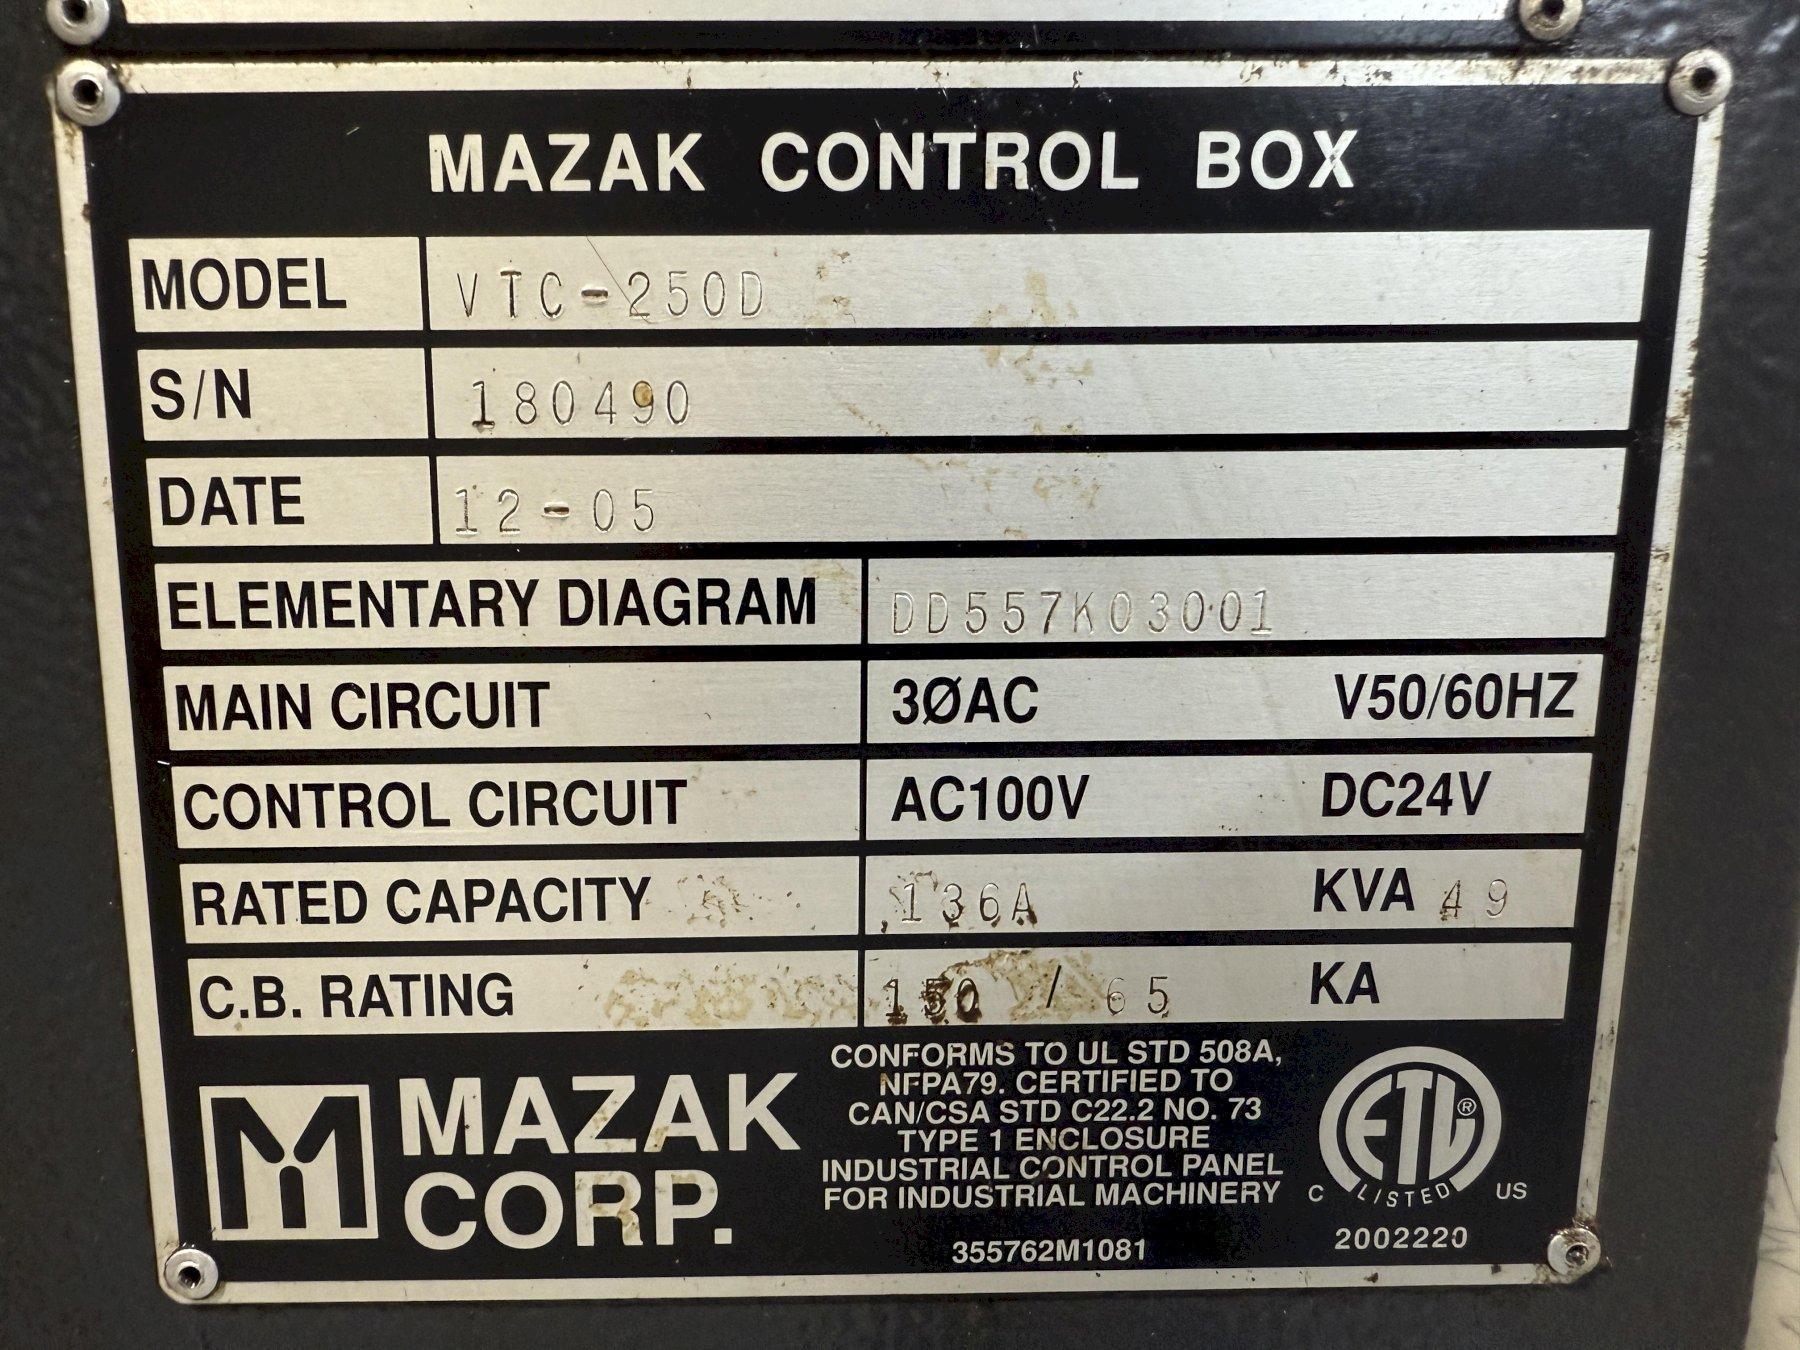 MAZAK CONTROL BOX
MODEL VTC-250D
S/N 180490
DATE 12-05
ELEMENTARY DIAGRAM DD557K03001
MAIN CIRCUIT 3ØAC V50/60HZ
CONTROL CIRCUIT AC100V DC24V
RATED CAPACITY 136A KVA 49
C.B. RATING 150 / 65 KA
MAZAK CORP.
CONFORMS TO UL STD 508A,
NFPA79. CERTIFIED TO
CAN/CSA STD C22.2 NO. 73
TYPE 1 ENCLOSURE
INDUSTRIAL CONTROL PANEL
FOR INDUSTRIAL MACHINERY
355762M1081
ETL®
C LISTED US
2002220